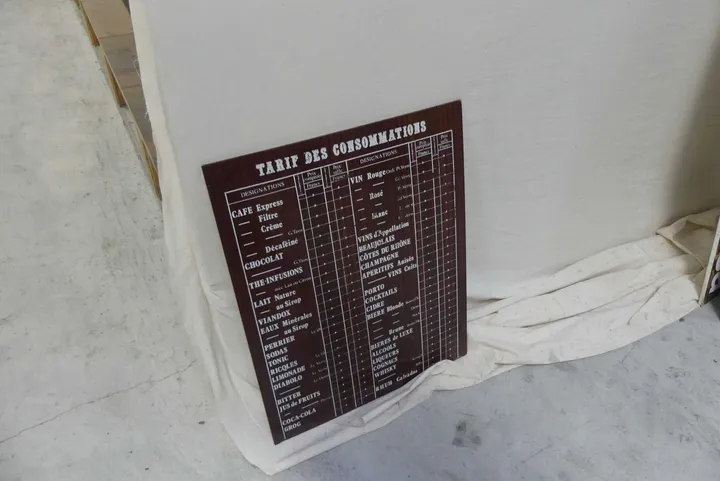 TARIF DES CONSOMMATIONS
DESIGNATIONS
CAFE Express
— Filtre
— Crème
—
— Décaféiné
CHOCOLAT
THE-INFUSIONS
LAIT Nature
— au Sirop
VIANDOX
EAUX Minérales
— au Sirop
PERRIER
SODAS
TONIC
RICQLES
LIMONADE
DIABOLO
BITTER
JUS de FRUITS
COCA-COLA
GROG
DESIGNATIONS
VIN Rouge
— Rosé
— Blanc
VINS d'Appellation
BEAUJOLAIS
CÔTES DU RHÔNE
CHAMPAGNE
APERITIFS Anisés
— VINS Cuits
PORTO
COCKTAILS
CIDRE
BIERE Blonde
— Brune
BIERES de LUXE
ALCOOLS
LIQUEURS
COGNACS
WHISKY
RHUM Calvados